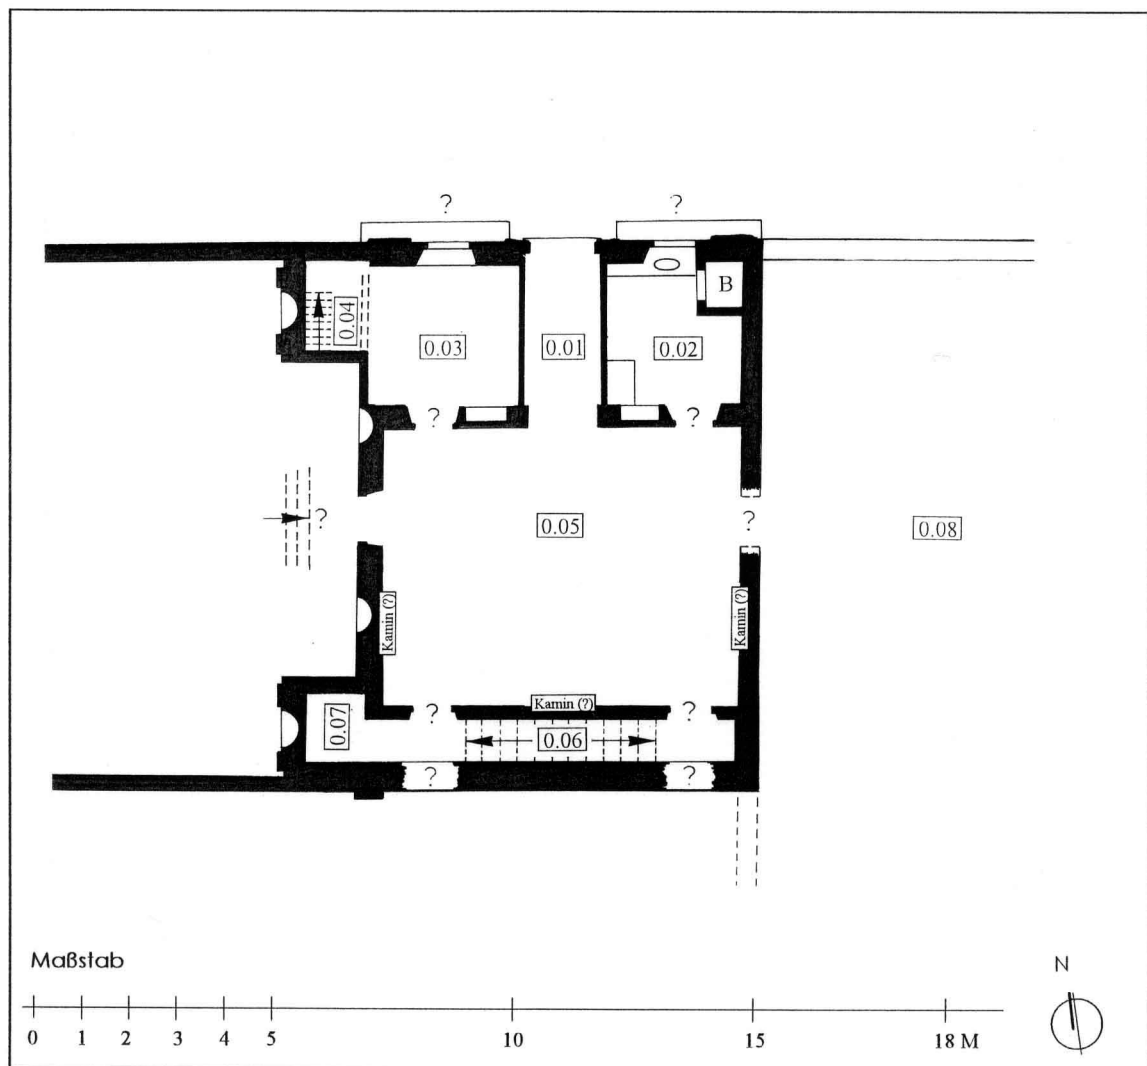 ? ?
B
0.04
0.03 0.01 0.02
? ?
? 0.05 ? 0.08
Kamin (?) Kamin (?)
Kamin (?)
0.07 ? ?
0.06
? ?
Maßstab
N
0 1 2 3 4 5 10 15 18 M